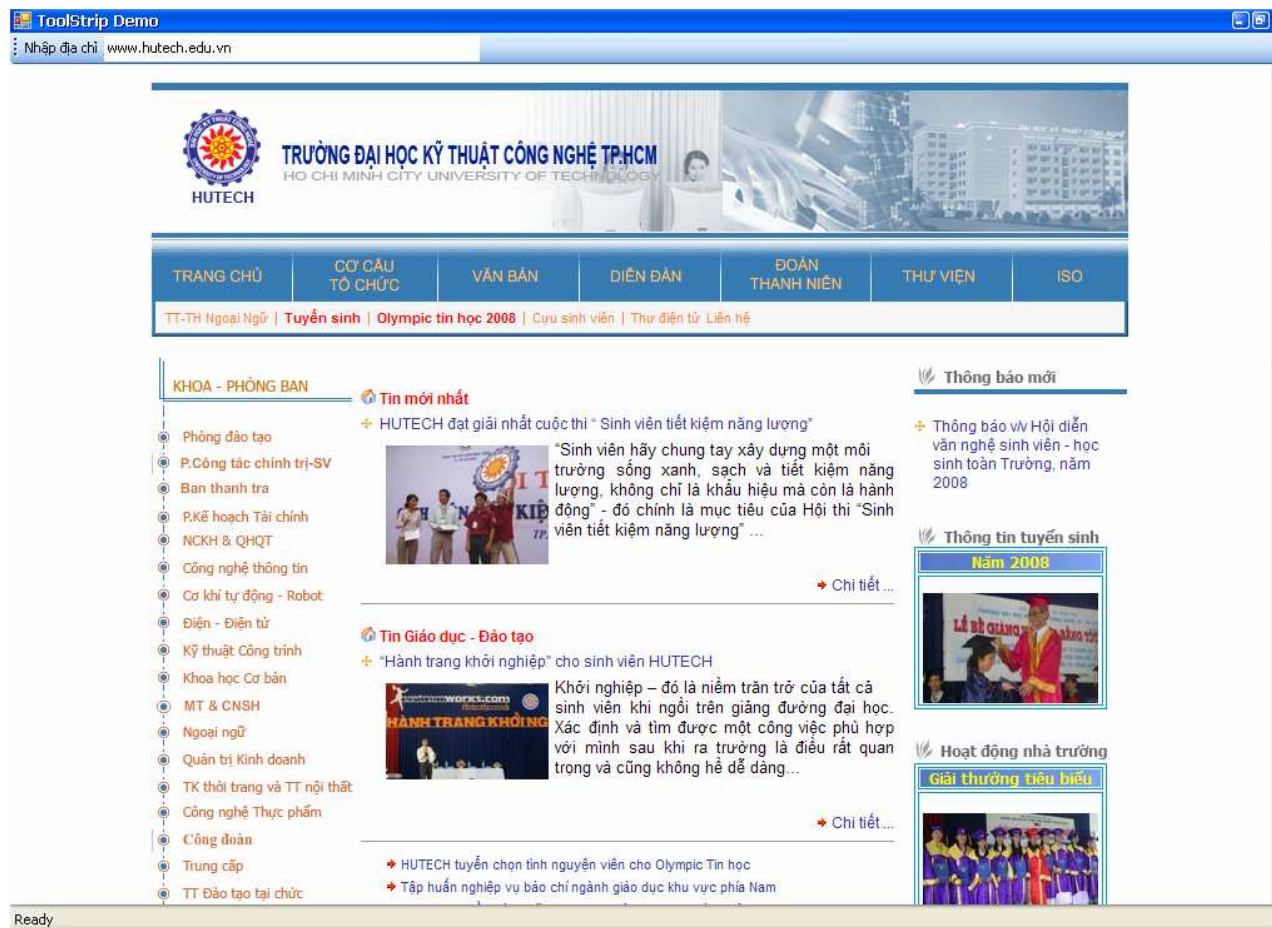 ToolStrip Demo
Nhập địa chỉ www.hutech.edu.vn
HUTECH
TRƯỜNG ĐẠI HỌC KỸ THUẬT CÔNG NGHỆ TP.HCM
HO CHI MINH CITY UNIVERSITY OF TECHNOLOGY
TRANG CHỦ
CƠ CẤU
TỔ CHỨC
VĂN BẢN
DIỄN ĐÀN
ĐOÀN
THANH NIÊN
THƯ VIỆN
ISO
TT-TH Ngoại Ngữ | Tuyển sinh | Olympic tin học 2008 | Cựu sinh viên | Thư điện tử Liên hệ
KHOA - PHÒNG BAN
Phòng đào tạo
P.Công tác chính trị-SV
Ban thanh tra
P.Kế hoạch Tài chính
NCKH & QHQT
Công nghệ thông tin
Cơ khí tự động - Robot
Điện - Điện tử
Kỹ thuật Công trình
Khoa học Cơ bản
MT & CNSH
Ngoại ngữ
Quản trị Kinh doanh
TK thời trang và TT nội thất
Công nghệ Thực phẩm
Công đoàn
Trung cấp
TT Đào tạo tại chức
Tin mới nhất
HUTECH đạt giải nhất cuộc thi “ Sinh viên tiết kiệm năng lượng”
“Sinh viên hãy chung tay xây dựng một môi
trường sống xanh, sạch và tiết kiệm năng
lượng, không chỉ là khẩu hiệu mà còn là hành
động” - đó chính là mục tiêu của Hội thi “Sinh
viên tiết kiệm năng lượng” ...
Chi tiết ...
Tin Giáo dục - Đào tạo
“Hành trang khởi nghiệp” cho sinh viên HUTECH
vietnamworks.com
HÀNH TRANG KHỞI NG
Khởi nghiệp – đó là niềm trăn trở của tất cả
sinh viên khi ngồi trên giảng đường đại học.
Xác định và tìm được một công việc phù hợp
với mình sau khi ra trường là điều rất quan
trọng và cũng không hề dễ dàng...
Chi tiết ...
HUTECH tuyển chọn tình nguyện viên cho Olympic Tin học
Tập huấn nghiệp vụ báo chí ngành giáo dục khu vực phía Nam
Thông báo mới
Thông báo v/v Hội diễn
văn nghệ sinh viên - học
sinh toàn Trường, năm
2008
Thông tin tuyển sinh
Năm 2008
Hoạt động nhà trường
Giải thưởng tiêu biểu
Ready